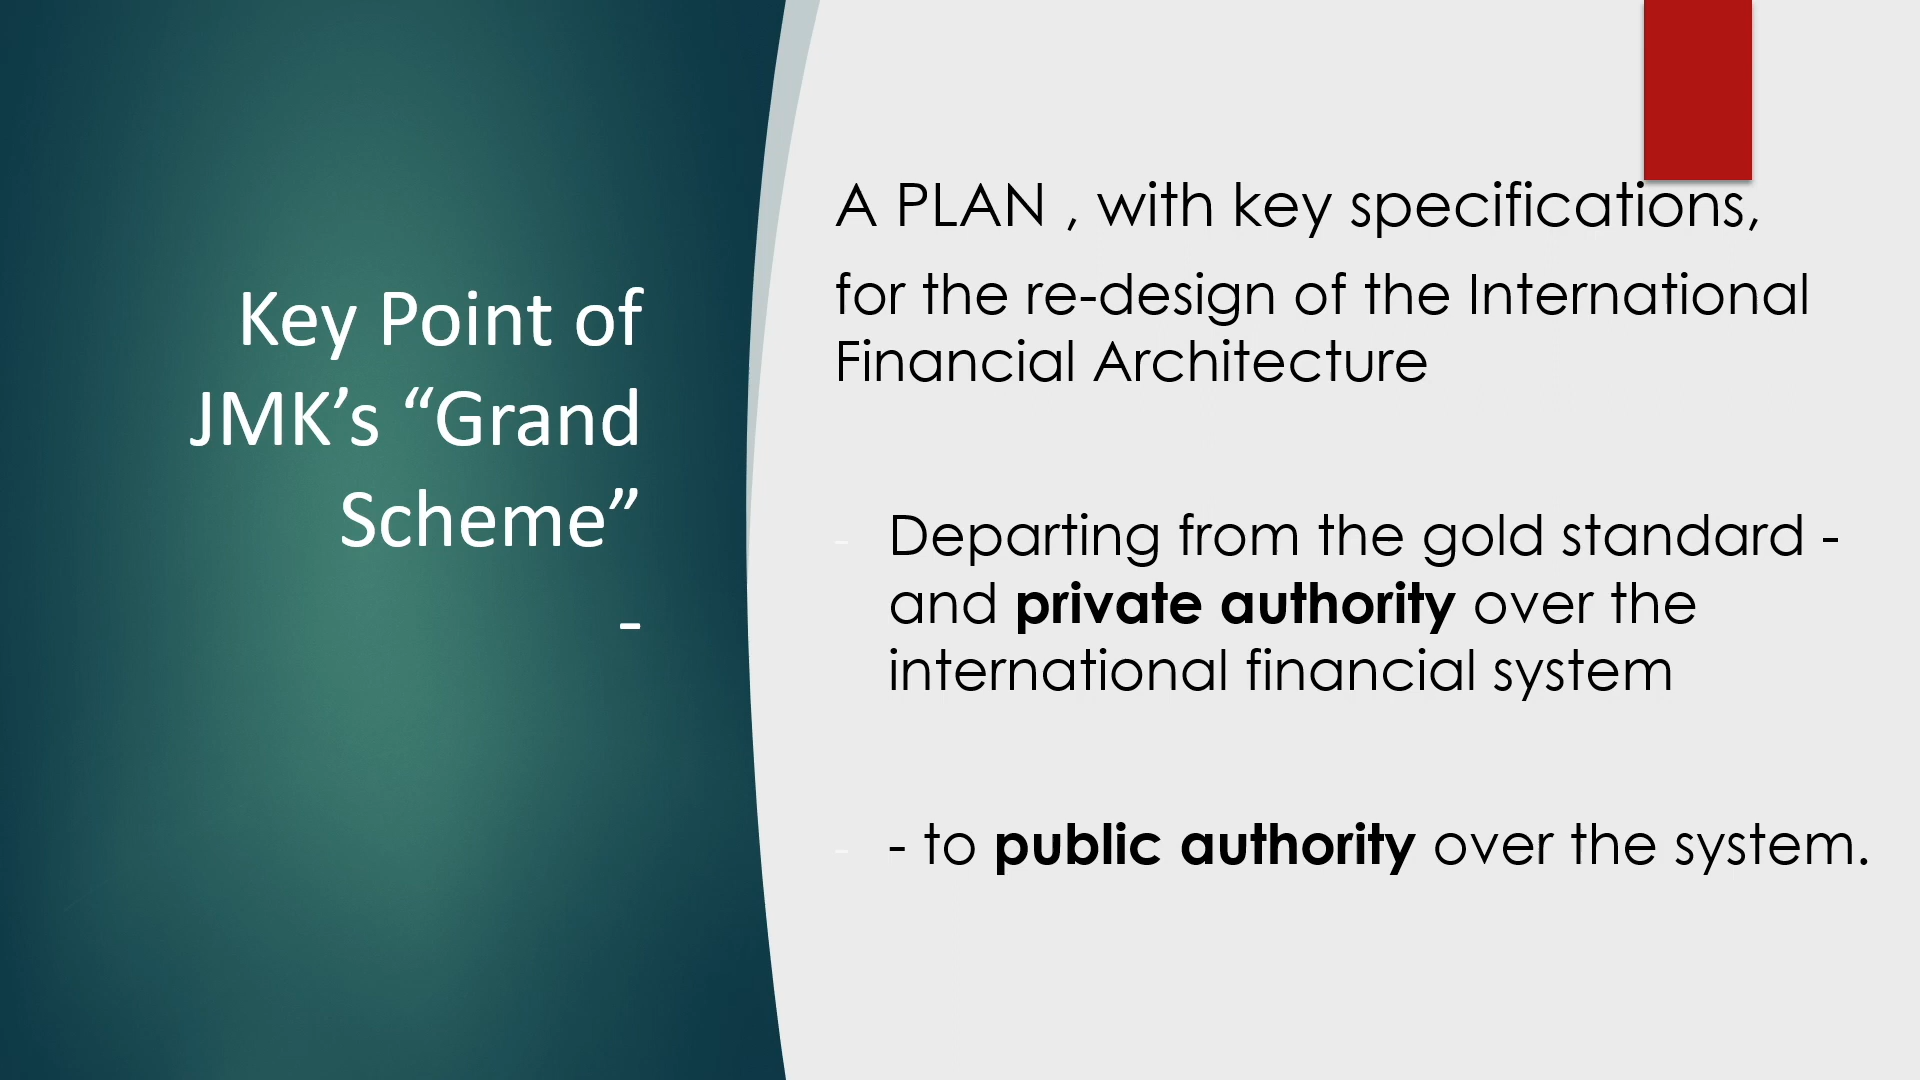 Key Point of
JMK’s “Grand
Scheme”
-
A PLAN , with key specifications,
for the re-design of the International
Financial Architecture
- Departing from the gold standard -
and private authority over the
international financial system
- - to public authority over the system.